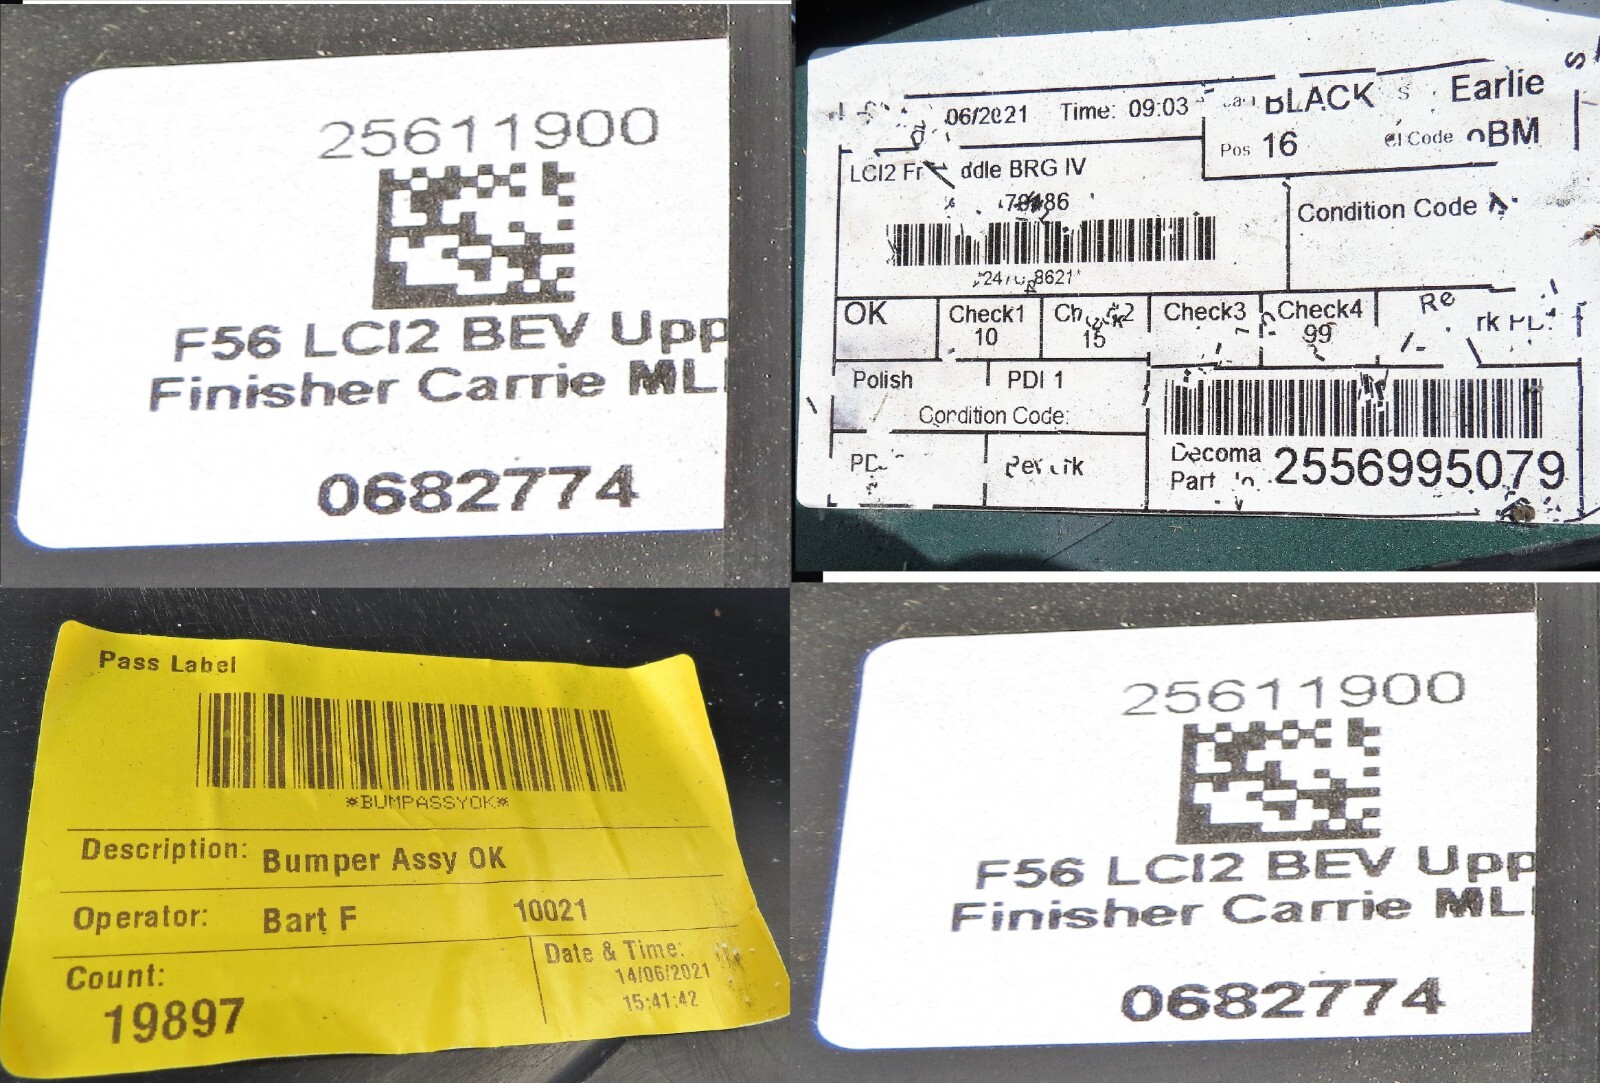 25611900
F56 LCI2 BEV Upp
Finisher Carrie ML
0682774
06/2021 Time: 09:03
BLACK
Earlie
Pos 16
Code BM
LCI2 Fr ddle BRG IV
Condition Code
8621
OK
Check1
10
15
Check3
Check4
99
Re
rk
Polish
PDI 1
Condition Code:
Decoma
Part
2556995079
Pass Label
*BUMPASSYOK*
Description: Bumper Assy OK
Operator: Bart F 10021
Count:
19897
Date & Time:
14/06/2021
15:41:42
25611900
F56 LCI2 BEV Upp
Finisher Carrie ML
0682774